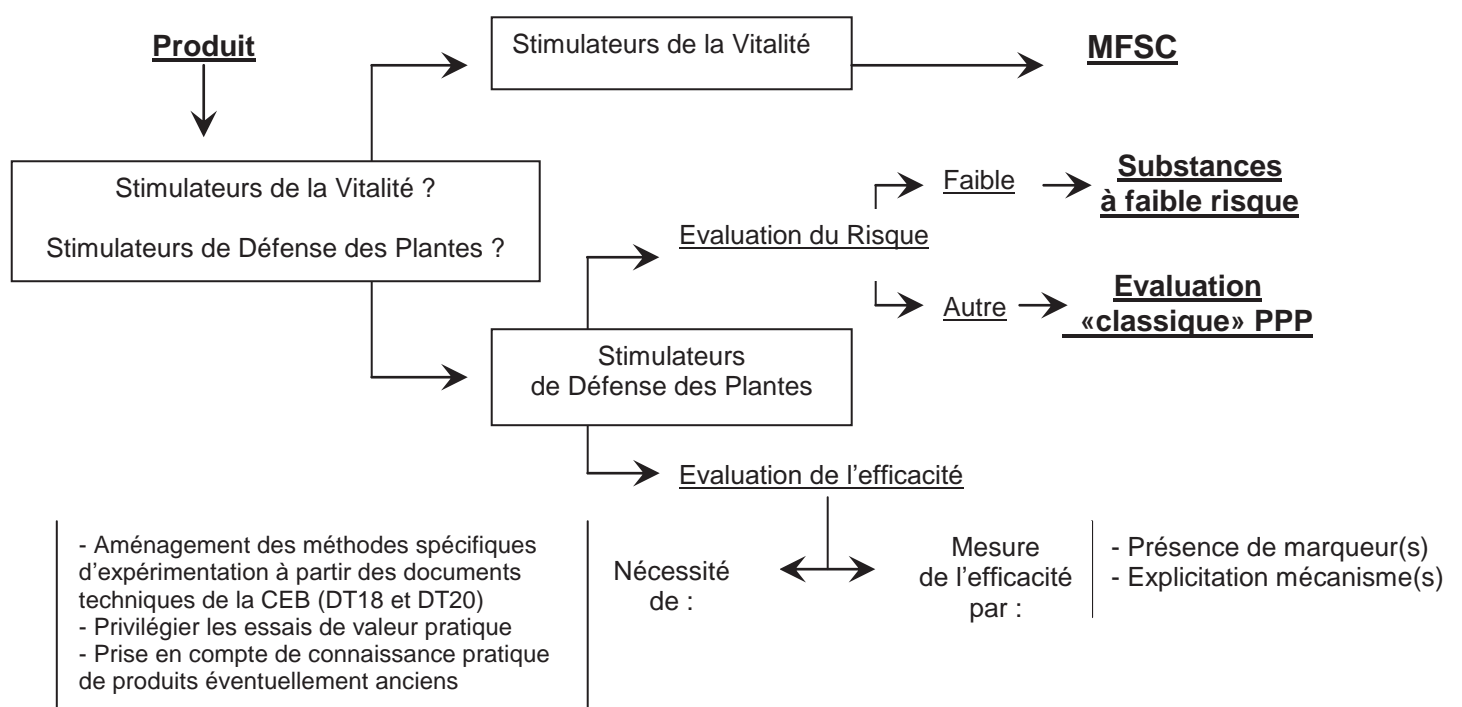 Produit
Stimulateurs de la Vitalité
MFSC
Stimulateurs de la Vitalité ?
Stimulateurs de Défense des Plantes ?
Evaluation du Risque
Faible
Substances
à faible risque
Autre
Evaluation
«classique» PPP
Stimulateurs
de Défense des Plantes
Evaluation de l’efficacité
- Aménagement des méthodes spécifiques
d’expérimentation à partir des documents
techniques de la CEB (DT18 et DT20)
- Privilégier les essais de valeur pratique
- Prise en compte de connaissance pratique
de produits éventuellement anciens
Nécessité
de :
Mesure
de l’efficacité
par :
- Présence de marqueur(s)
- Explicitation mécanisme(s)